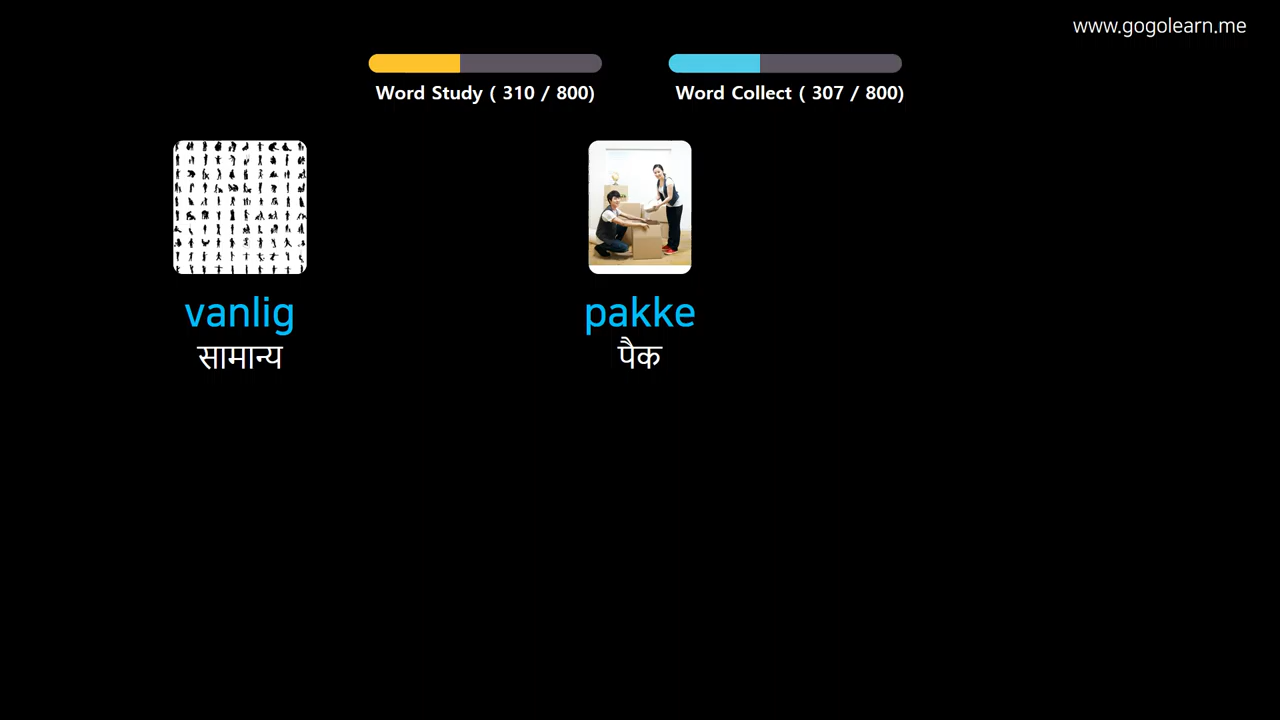 www.gogolearn.me
Word Study ( 310 / 800)
Word Collect ( 307 / 800)
vanlig
सामान्य
pakke
पैक